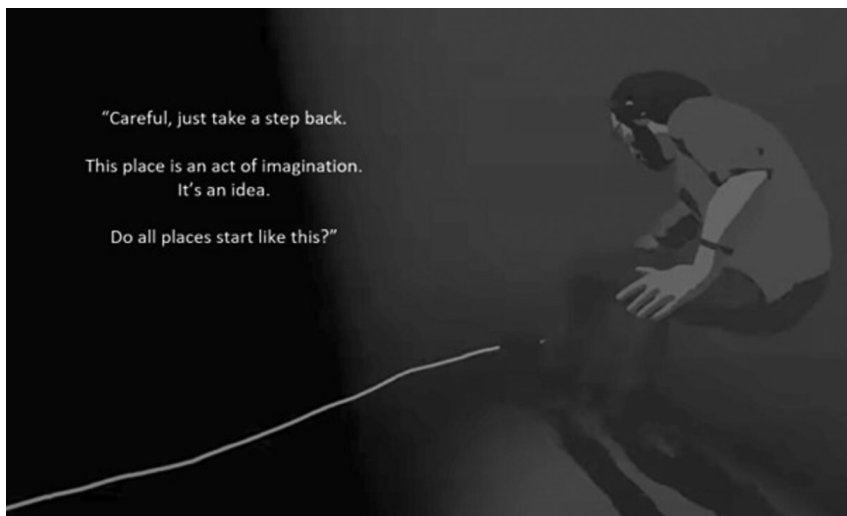 “Careful, just take a step back.
This place is an act of imagination.
It’s an idea.
Do all places start like this?”